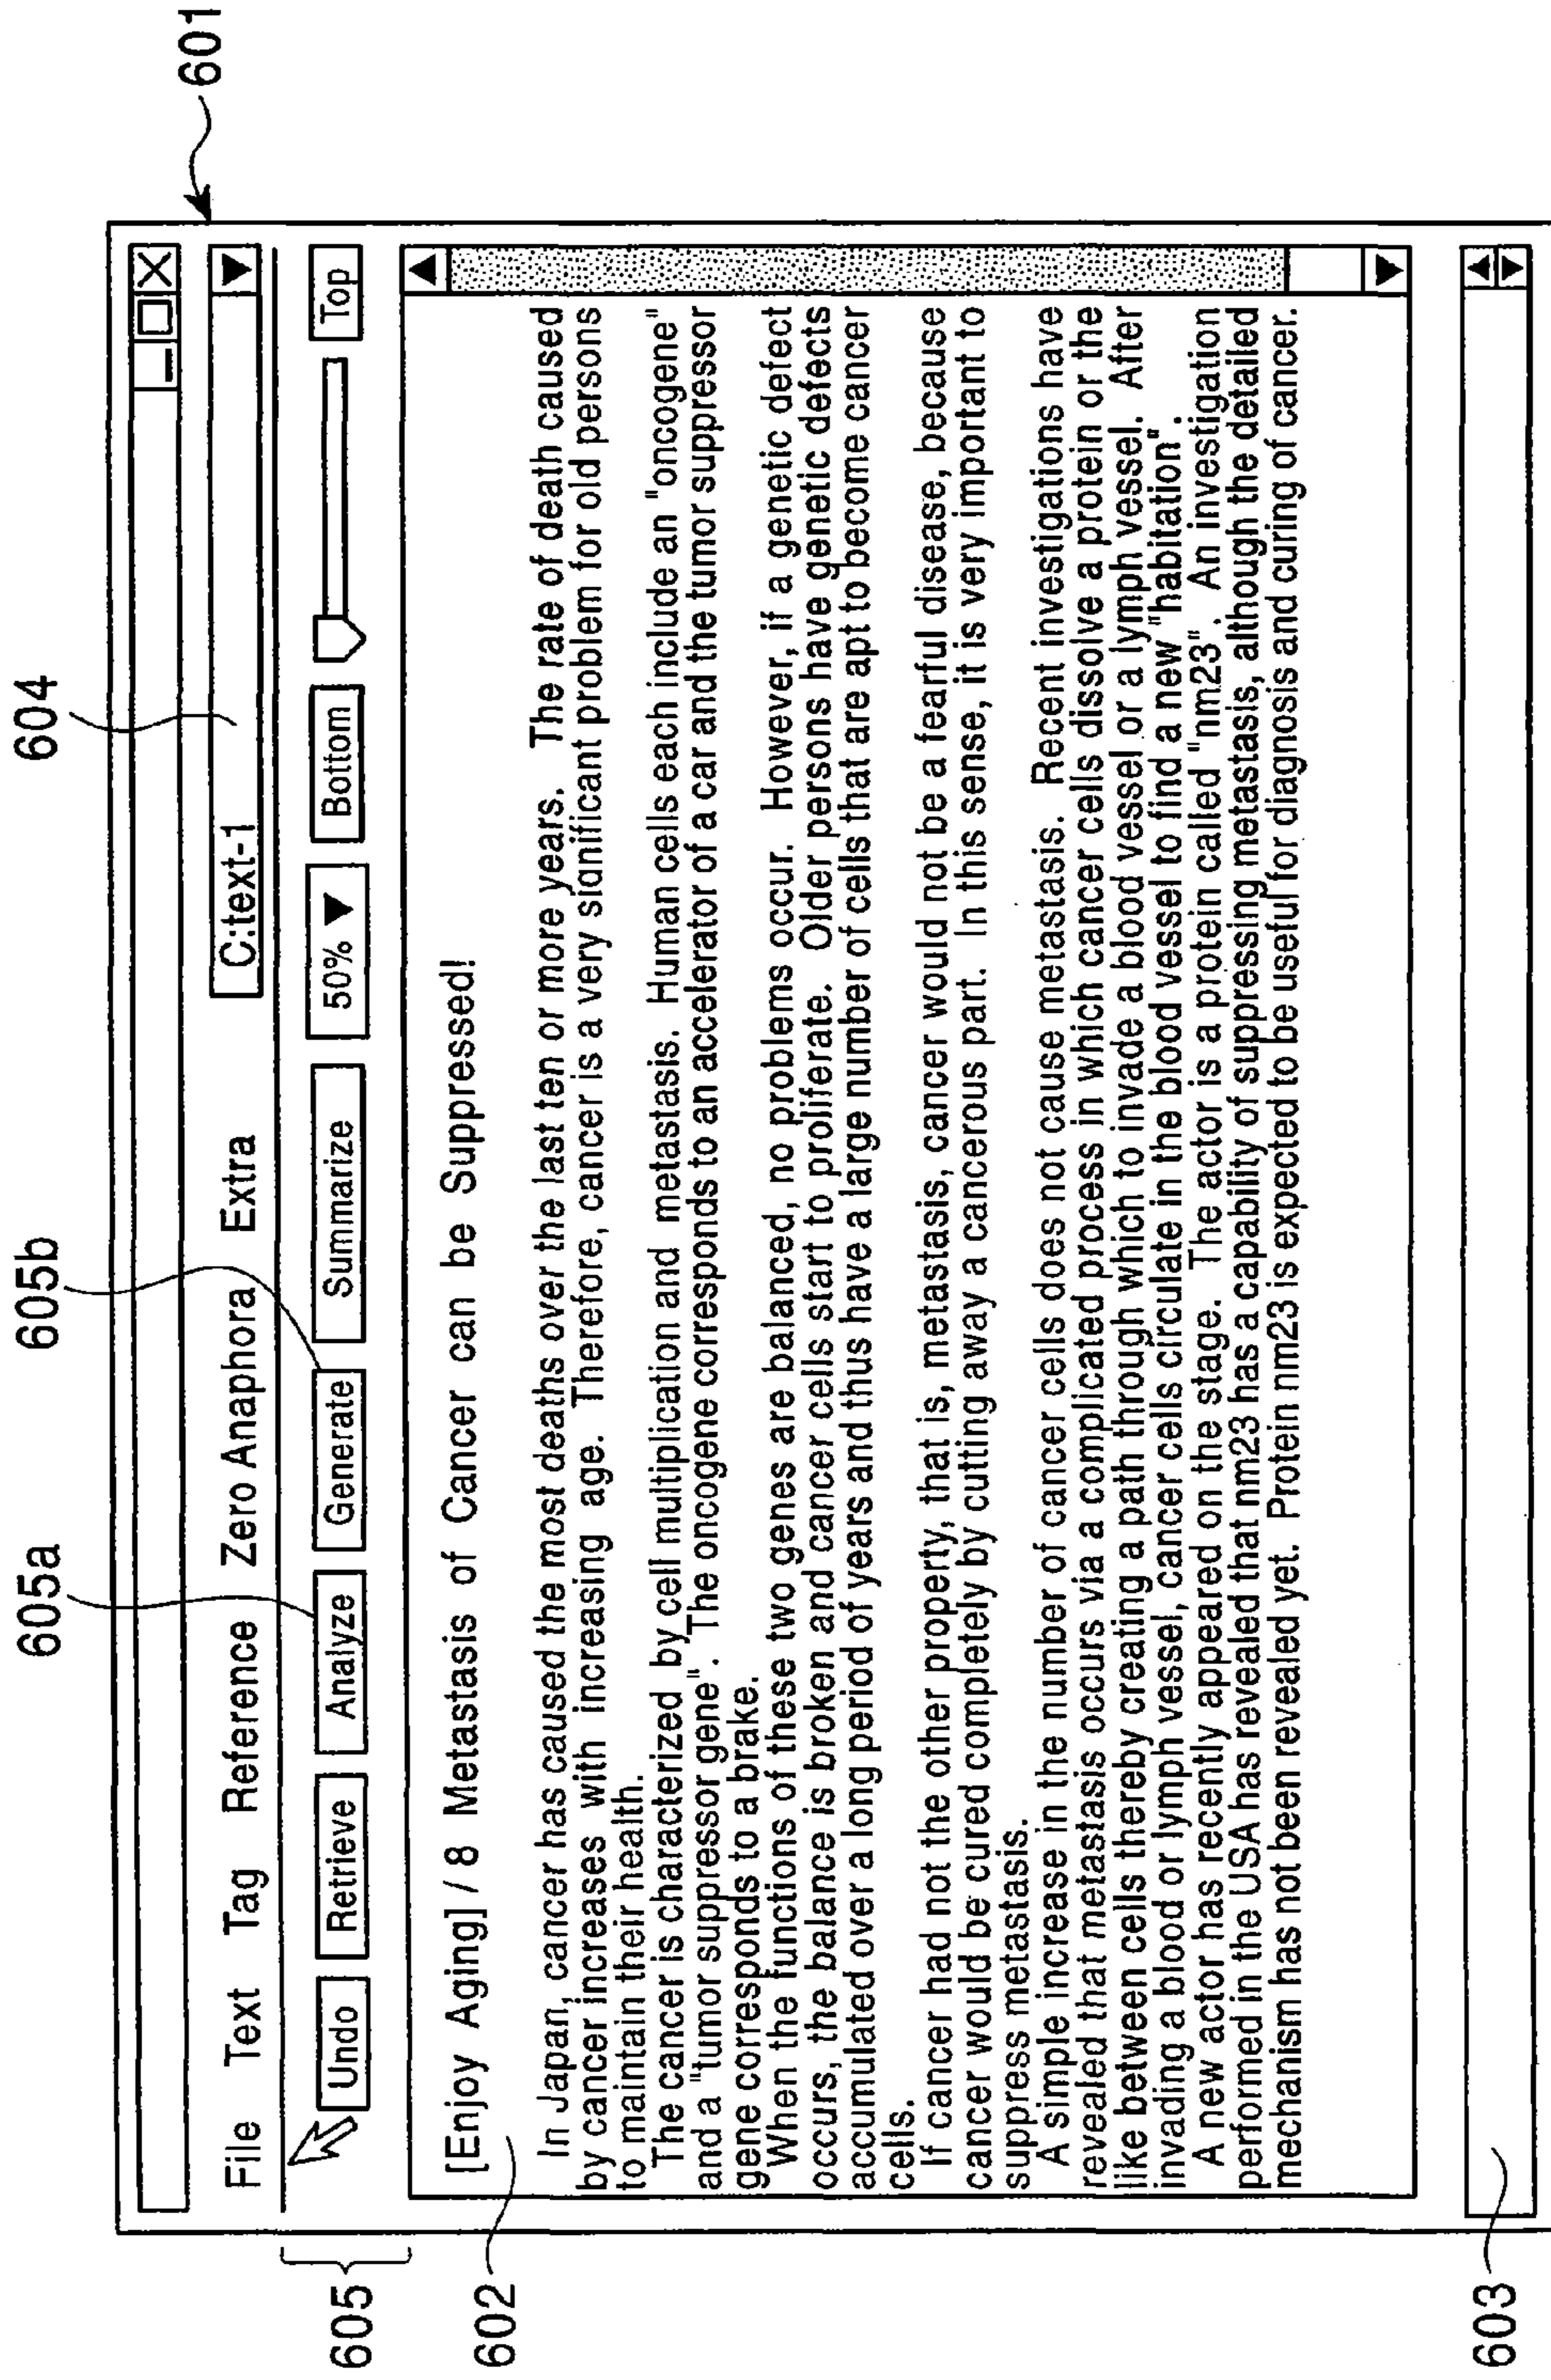 601
604
605b
605a
File Text Tag Reference Zero Anaphora Extra
C:text-1
605
Undo Retrieve Analyze Generate Summarize 50% Bottom Top
602
[Enjoy Aging] / 8 Metastasis of Cancer can be Suppressed!
In Japan, cancer has caused the most deaths over the last ten or more years. The rate of death caused
by cancer increases with increasing age. Therefore, cancer is a very significant problem for old persons
to maintain their health.
The cancer is characterized by cell multiplication and metastasis. Human cells each include an "oncogene"
and a "tumor suppressor gene". The oncogene corresponds to an accelerator of a car and the tumor suppressor
gene corresponds to a brake.
When the functions of these two genes are balanced, no problems occur. However, if a genetic defect
occurs, the balance is broken and cancer cells start to proliferate. Older persons have genetic defects
accumulated over a long period of years and thus have a large number of cells that are apt to become cancer
cells.
If cancer had not the other property, that is, metastasis, cancer would not be a fearful disease, because
cancer would be cured completely by cutting away a cancerous part. In this sense, it is very important to
suppress metastasis.
A simple increase in the number of cancer cells does not cause metastasis. Recent investigations have
revealed that metastasis occurs via a complicated process in which cancer cells dissolve a protein or the
like between cells thereby creating a path through which to invade a blood vessel or a lymph vessel. After
invading a blood or lymph vessel, cancer cells circulate in the blood vessel to find a new "habitation".
A new actor has recently appeared on the stage. The actor is a protein called "nm23". An investigation
performed in the USA has revealed that nm23 has a capability of suppressing metastasis, although the detailed
mechanism has not been revealed yet. Protein nm23 is expected to be useful for diagnosis and curing of cancer.
603